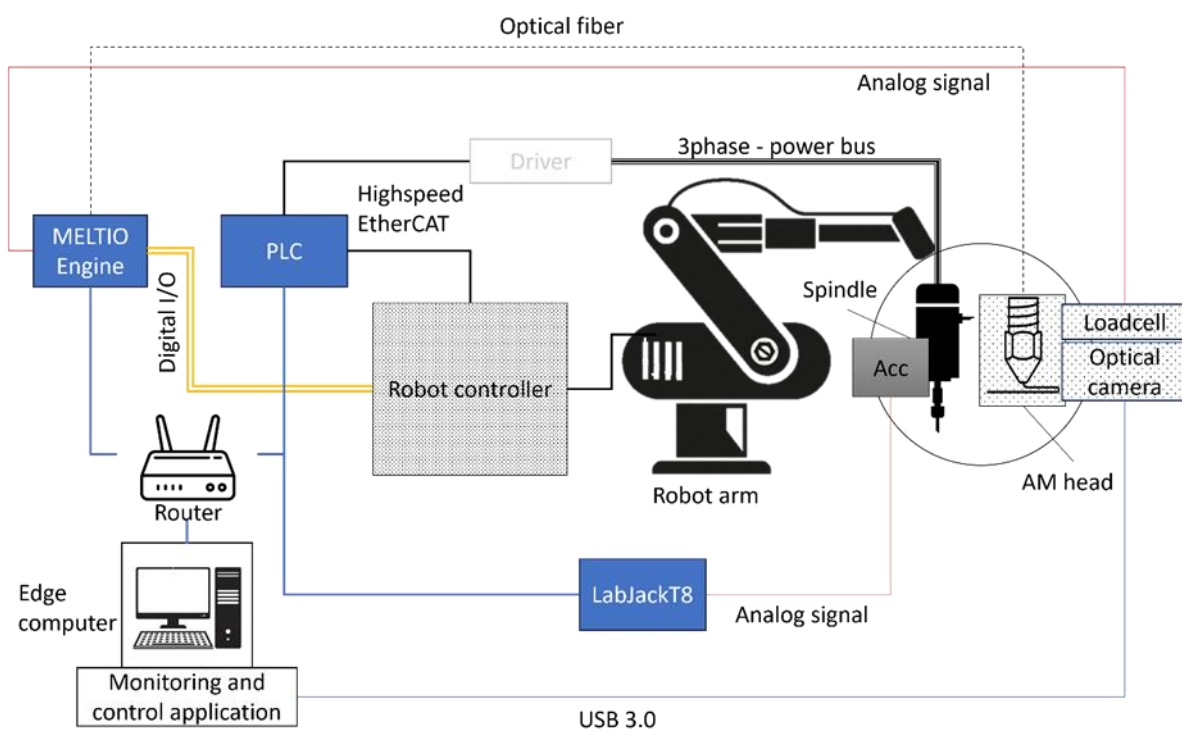 Optical fiber
Analog signal
3phase - power bus
Driver
Highspeed
EtherCAT
MELTIO
Engine
PLC
Digital I/O
Spindle
Loadcell
Acc
Optical
camera
Robot controller
Robot arm
AM head
Router
Edge
computer
LabJackT8
Analog signal
Monitoring and
control application
USB 3.0